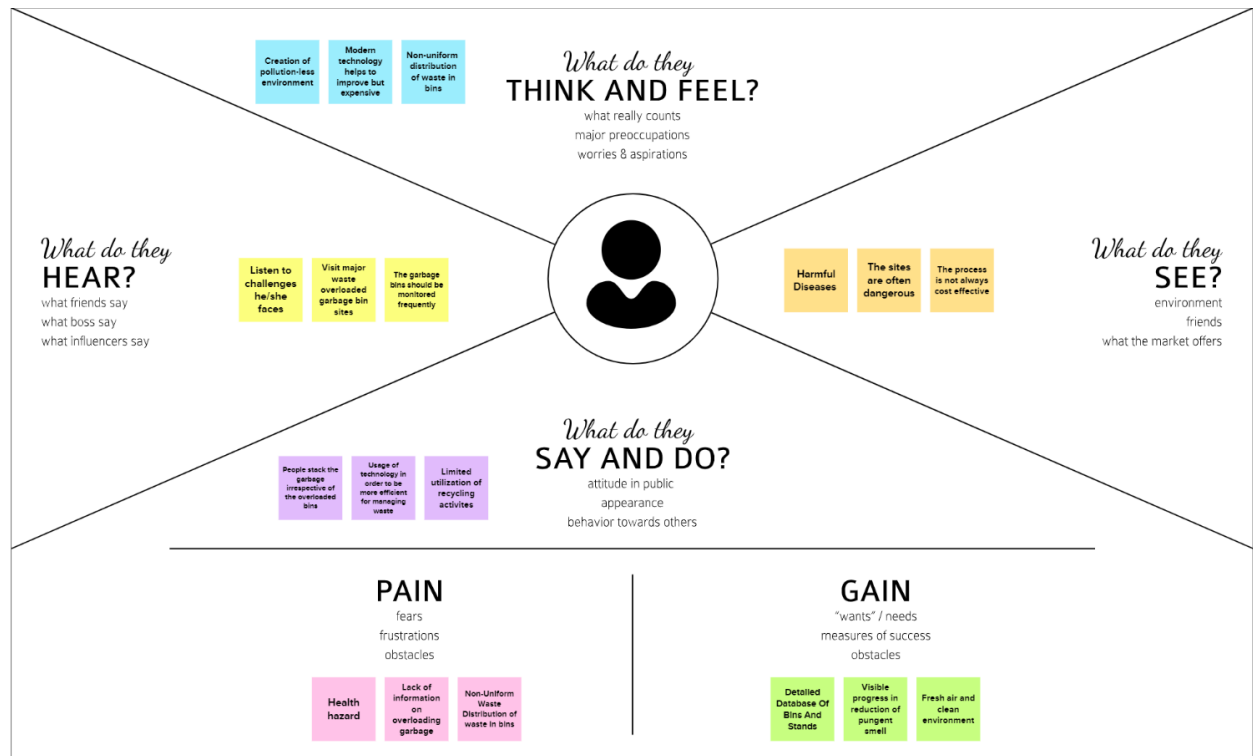 Creation of
pollution-less
environment
Modern
technology
helps to
improve but
expensive
Non-uniform
distribution
of waste in
bins
What do they
THINK AND FEEL?
what really counts
major preoccupations
worries & aspirations
What do they
HEAR?
what friends say
what boss say
what influencers say
Listen to
challenges
he/she
faces
Visit major
waste
overloaded
garbage bin
sites
The garbage
bins should be
monitored
frequently
Harmful
Diseases
The sites
are often
dangerous
The process
is not always
cost effective
What do they
SEE?
environment
friends
what the market offers
What do they
SAY AND DO?
attitude in public
appearance
behavior towards others
People stack the
garbage
irrespective of
the overloaded
bins
Usage of
technology in
order to be
more efficient
for managing
waste
Limited
utilization of
recycling
activites
PAIN
fears
frustrations
obstacles
Health
hazard
Lack of
information
on
overloading
garbage
Non-Uniform
Waste
Distribution of
waste in bins
GAIN
"wants" / needs
measures of success
obstacles
Detailed
Database Of
Bins And
Stands
Visible
progress in
reduction of
pungent
smell
Fresh air and
clean
environment